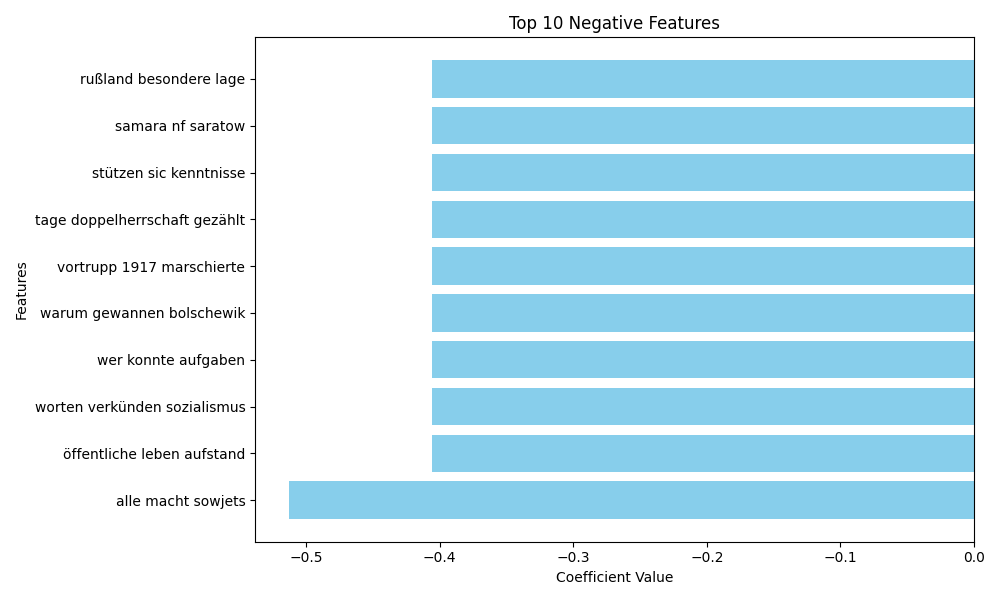 Top 10 Negative Features
Features
rußland besondere lage
samara nf saratow
stützen sic kenntnisse
tage doppelherrschaft gezählt
vortrupp 1917 marschierte
warum gewannen bolschewik
wer konnte aufgaben
worten verkünden sozialismus
öffentliche leben aufstand
alle macht sowjets
−0.5 −0.4 −0.3 −0.2 −0.1 0.0
Coefficient Value